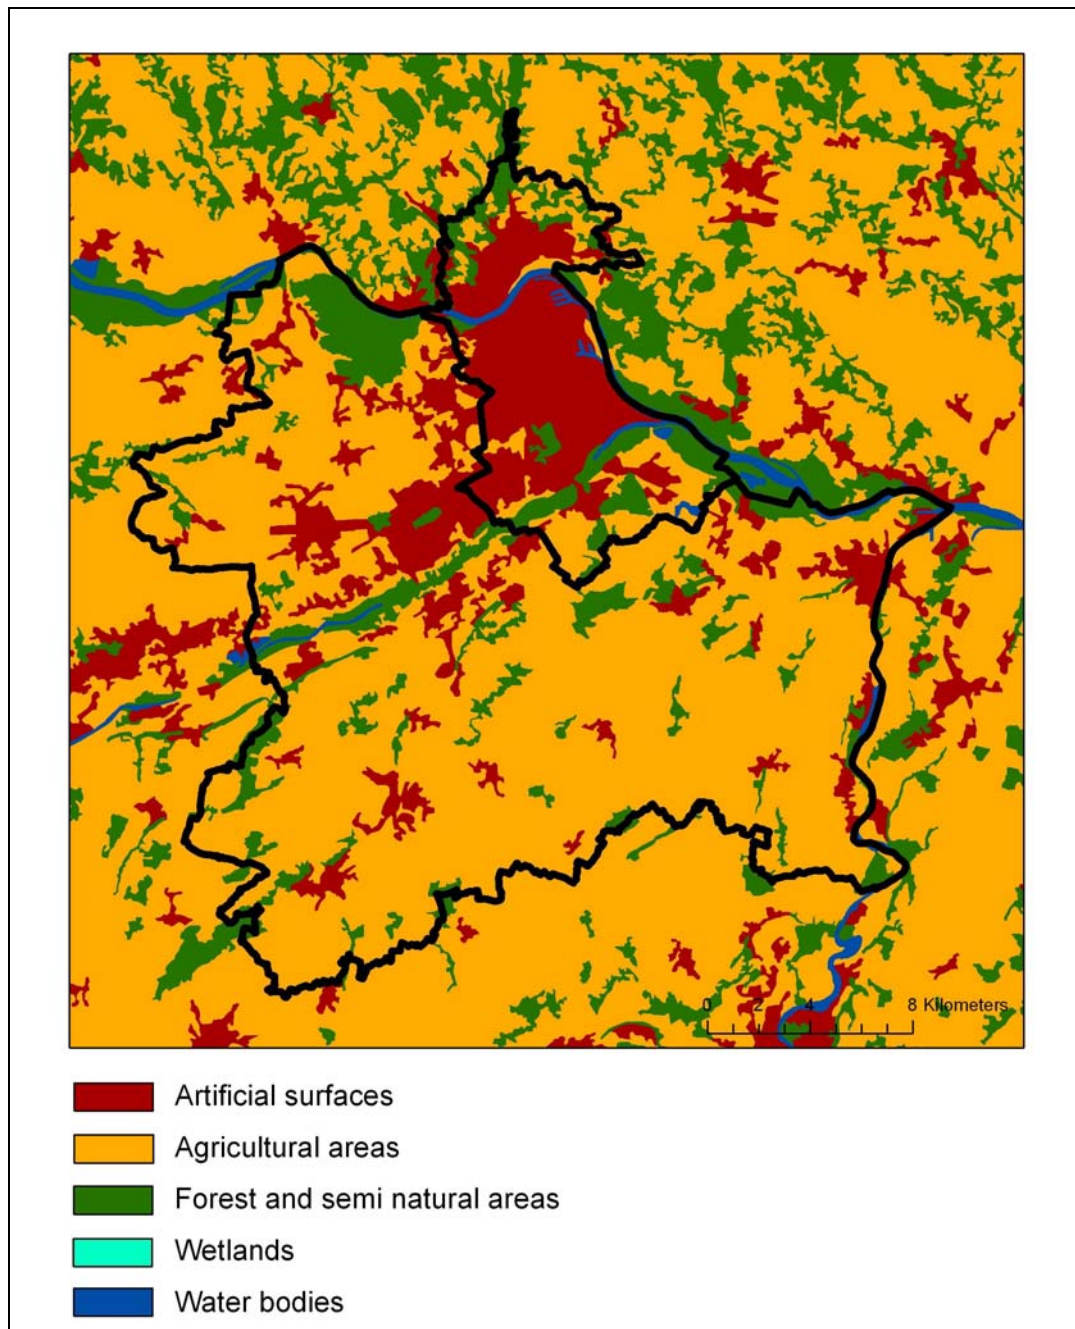 0 2 4 8 Kilometers
Artificial surfaces
Agricultural areas
Forest and semi natural areas
Wetlands
Water bodies